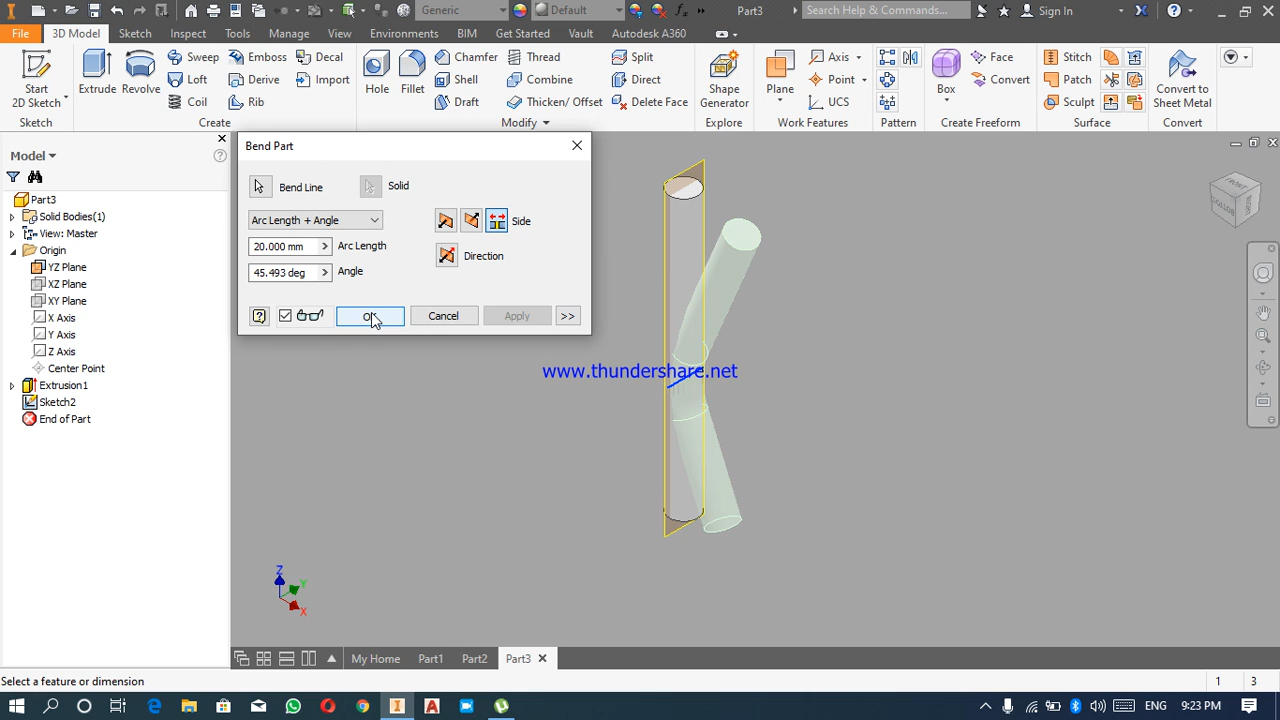 Generic
Default
Part3
Search Help & Commands...
Sign In
File
3D Model
Sketch
Inspect
Tools
Manage
View
Environments
BIM
Get Started
Vault
Autodesk A360
Start
2D Sketch
Extrude
Revolve
Sweep
Loft
Coil
Emboss
Derive
Rib
Decal
Import
Hole
Fillet
Chamfer
Shell
Draft
Thread
Combine
Thicken/ Offset
Split
Direct
Delete Face
Shape
Generator
Plane
Axis
Point
UCS
Box
Face
Convert
Stitch
Patch
Sculpt
Convert to
Sheet Metal
Sketch
Create
Modify
Explore
Work Features
Pattern
Create Freeform
Surface
Convert
Model
Part3
Solid Bodies(1)
View: Master
Origin
YZ Plane
XZ Plane
XY Plane
X Axis
Y Axis
Z Axis
Center Point
Extrusion1
Sketch2
End of Part
Bend Part
Bend Line
Solid
Arc Length + Angle
Side
20.000 mm
Arc Length
Direction
45.493 deg
Angle
Cancel
Apply
>>
FRONT
www.thundershare.net
Z
Y
X
My Home
Part1
Part2
Part3
Select a feature or dimension
1
3
ENG
9:23 PM